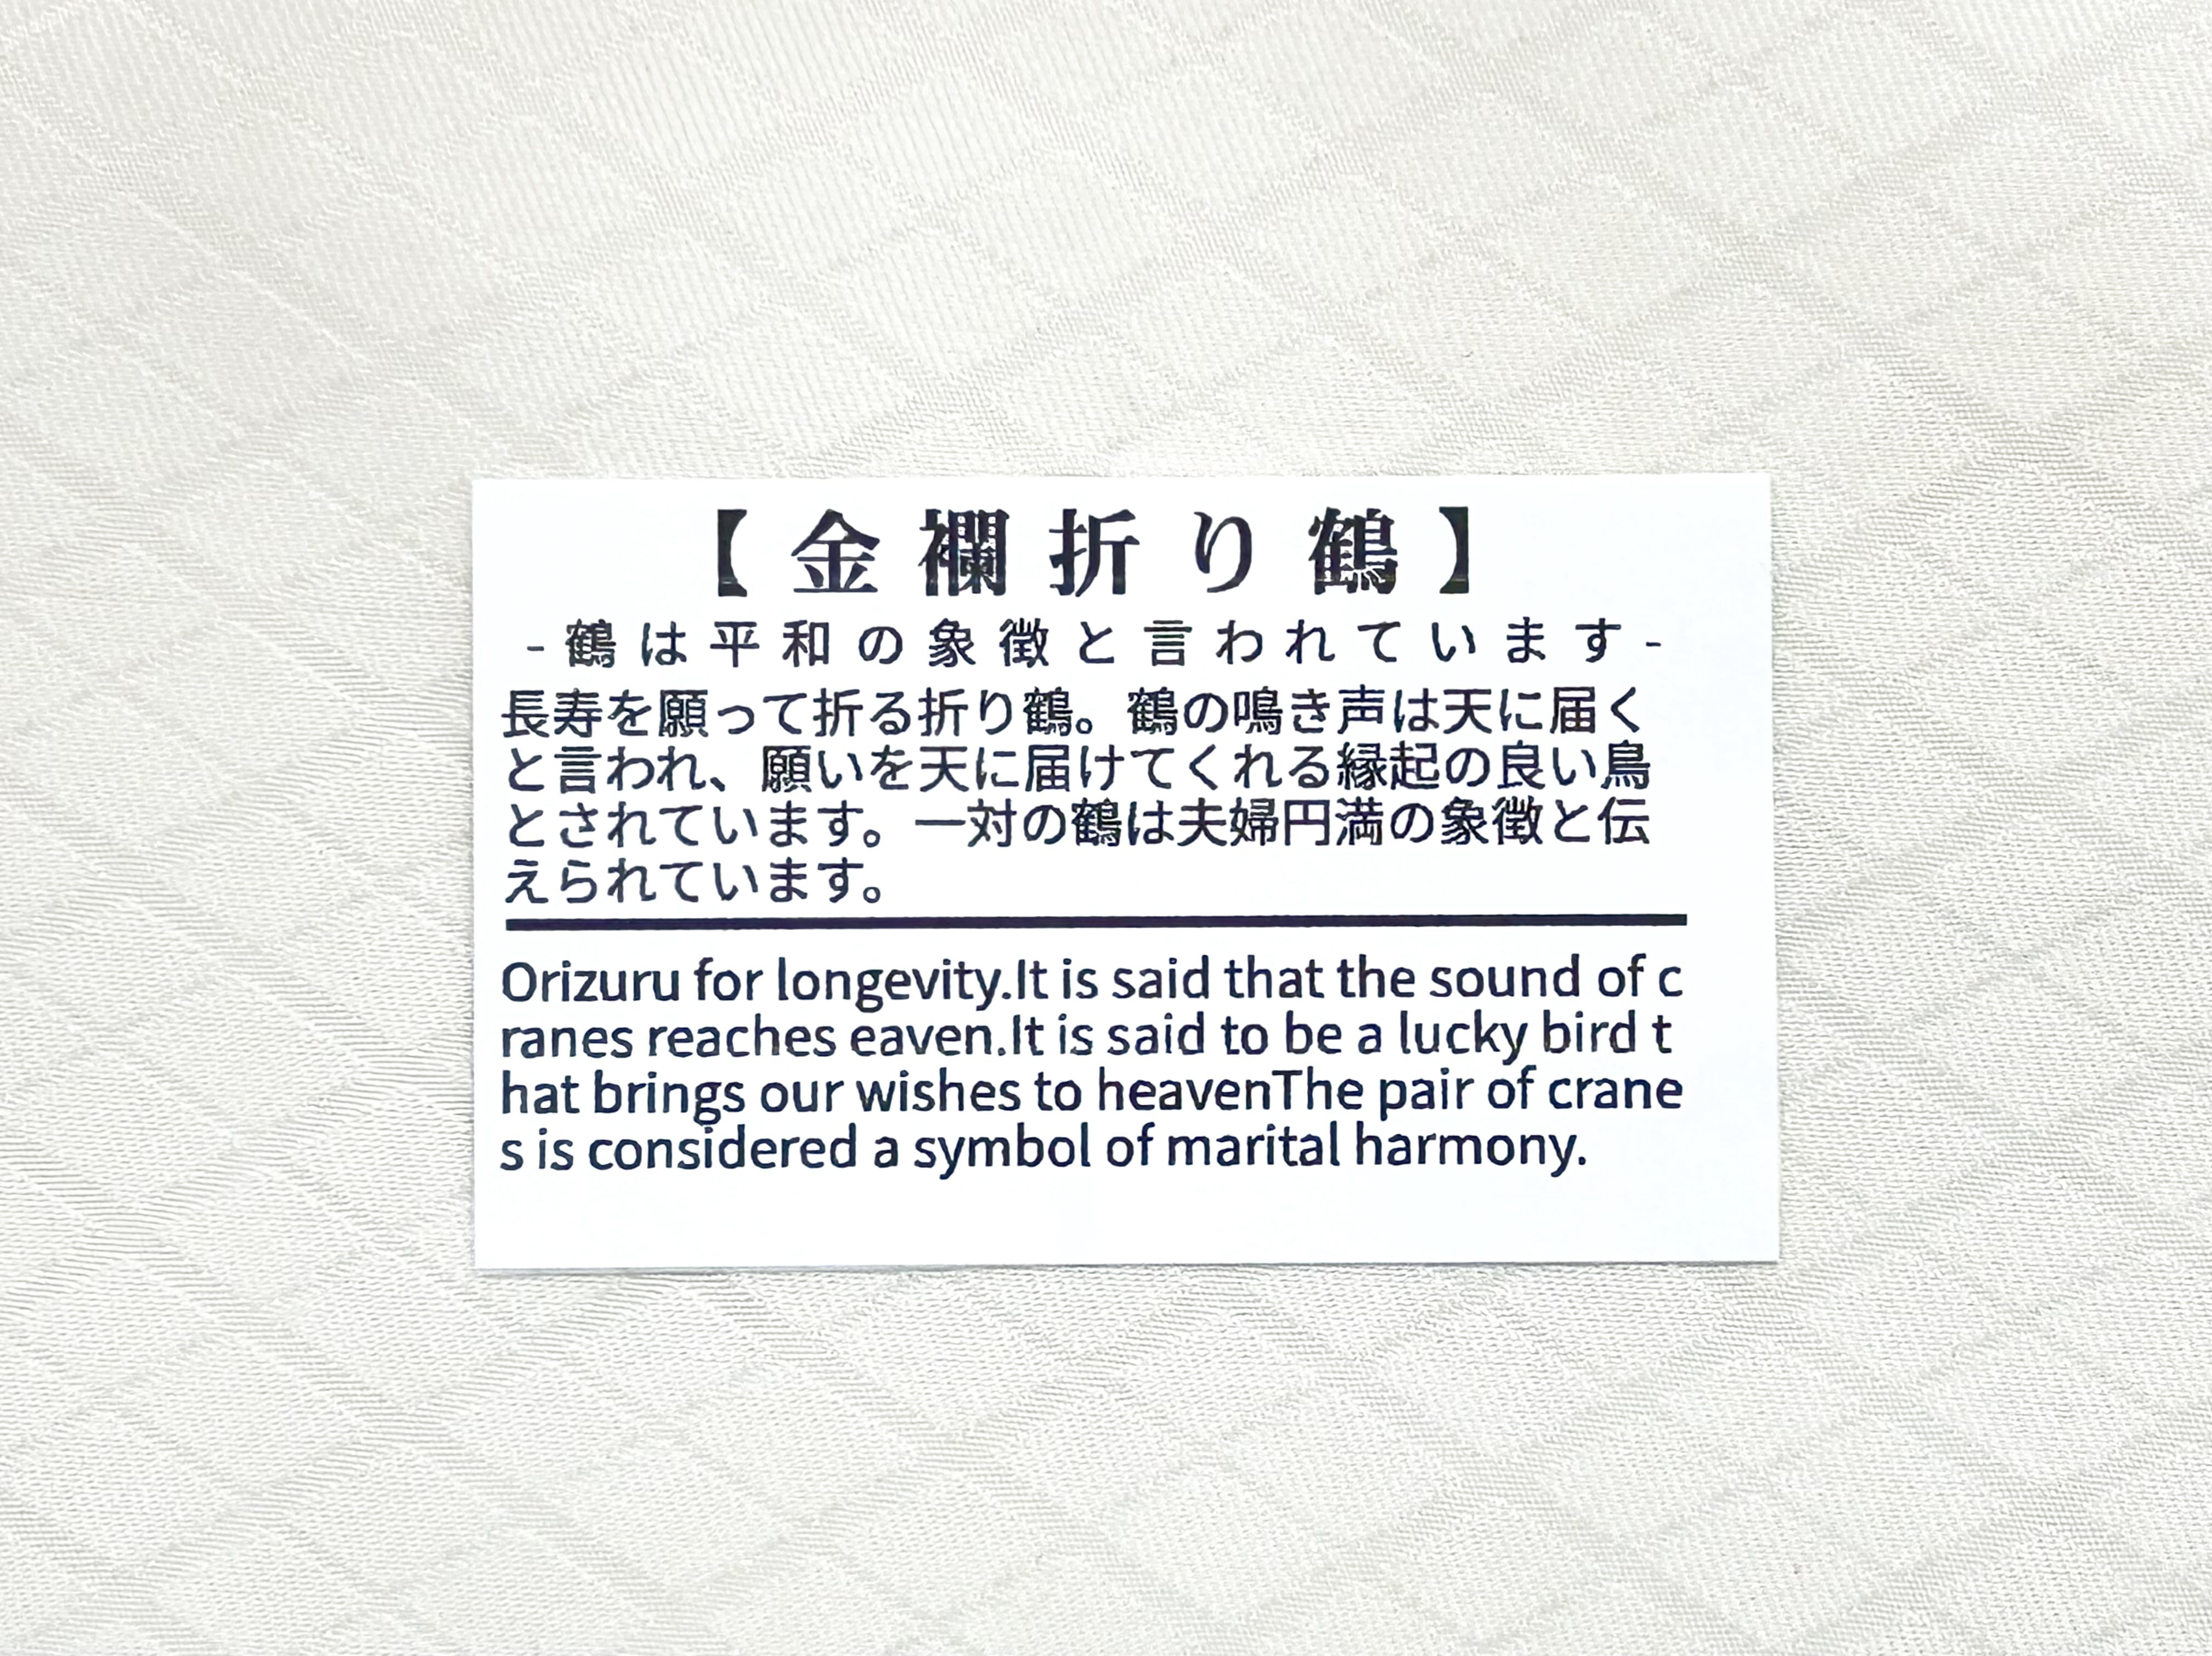 【金襴折り鶴】
-鶴は平和の象徴と言われています-
長寿を願って折る折り鶴。鶴の鳴き声は天に届く
と言われ、願いを天に届けてくれる縁起の良い鳥
とされています。一対の鶴は夫婦円満の象徴と伝
えられています。
Orizuru for longevity.It is said that the sound of c
ranes reaches eaven.It is said to be a lucky bird t
hat brings our wishes to heavenThe pair of crane
s is considered a symbol of marital harmony.